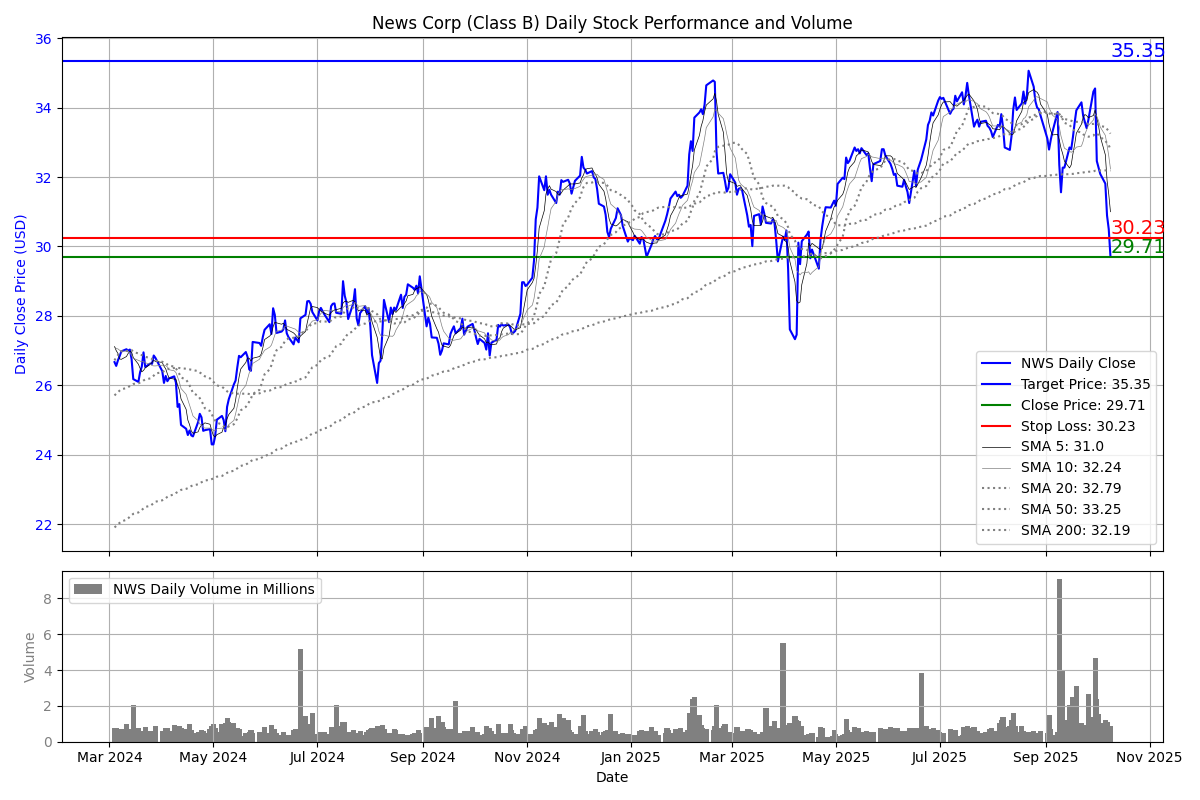 News Corp (Class B) Daily Stock Performance and Volume
Daily Close Price (USD)
36
34
32
30
28
26
24
22
35.35
30.23
29.71
NWS Daily Close
Target Price: 35.35
Close Price: 29.71
Stop Loss: 30.23
SMA 5: 31.0
SMA 10: 32.24
SMA 20: 32.79
SMA 50: 33.25
SMA 200: 32.19
NWS Daily Volume in Millions
Volume
8
6
4
2
0
Mar 2024 May 2024 Jul 2024 Sep 2024 Nov 2024 Jan 2025 Mar 2025 May 2025 Jul 2025 Sep 2025 Nov 2025
Date